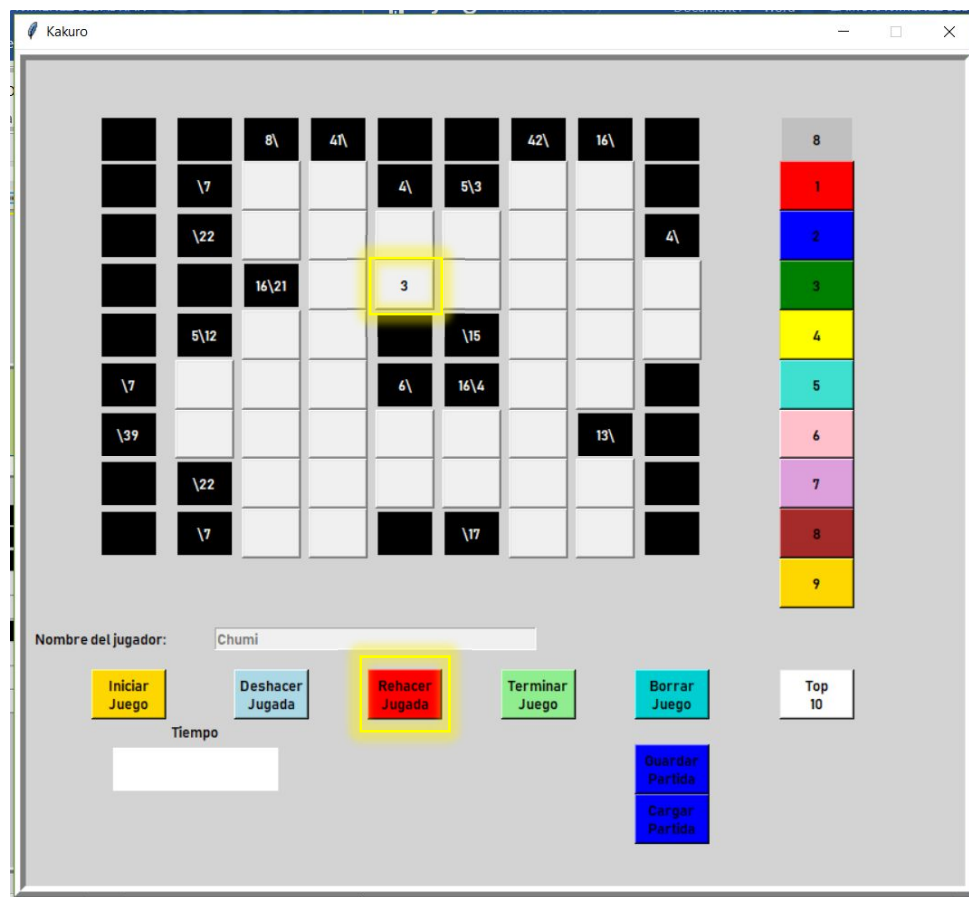 Kakuro
8\ 41\ 42\ 16\ 8
\7 4\ 5\3 1
\22 4\ 2
16\21 3 3
5\12 \15 4
\7 6\ 16\4 5
\39 13\ 6
\22 7
\7 \17 8
9
Nombre del jugador: Chumi
Iniciar Juego
Deshacer Jugada
Rehacer Jugada
Terminar Juego
Borrar Juego
Top 10
Tiempo
Guardar Partida
Cargar Partida